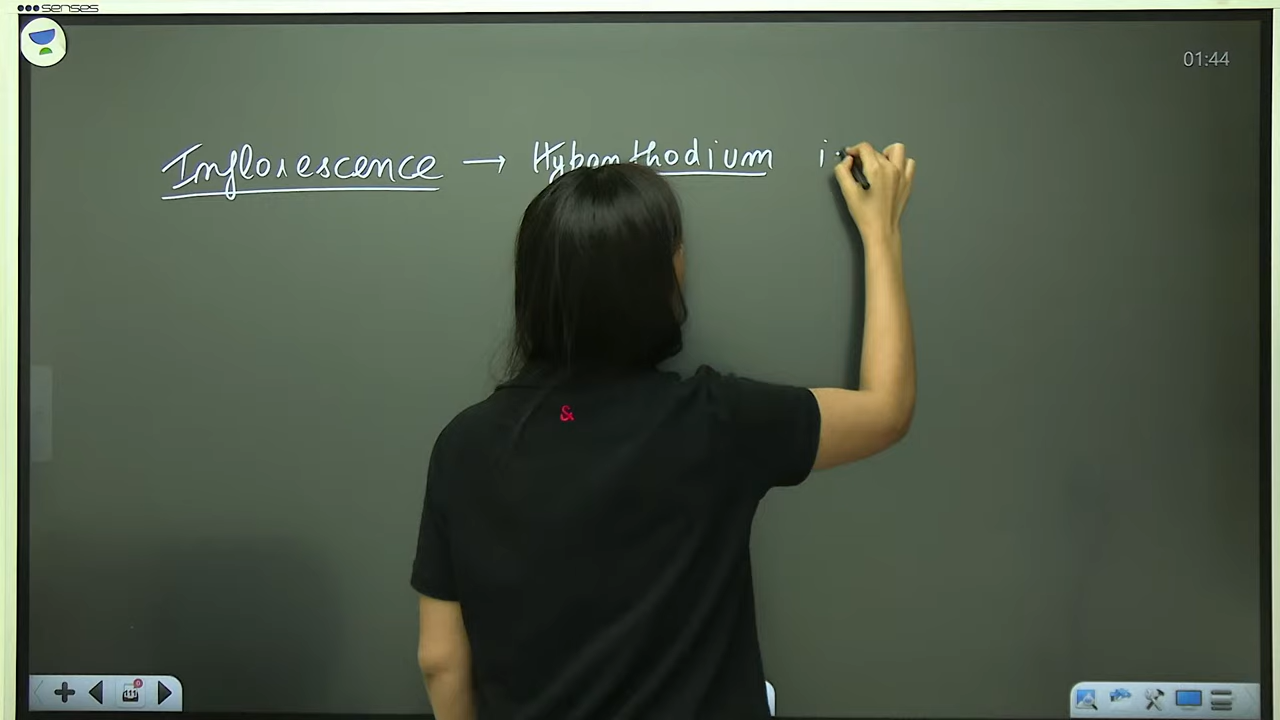 senses
01:44
Inflorescence → Hypanthodium i
&